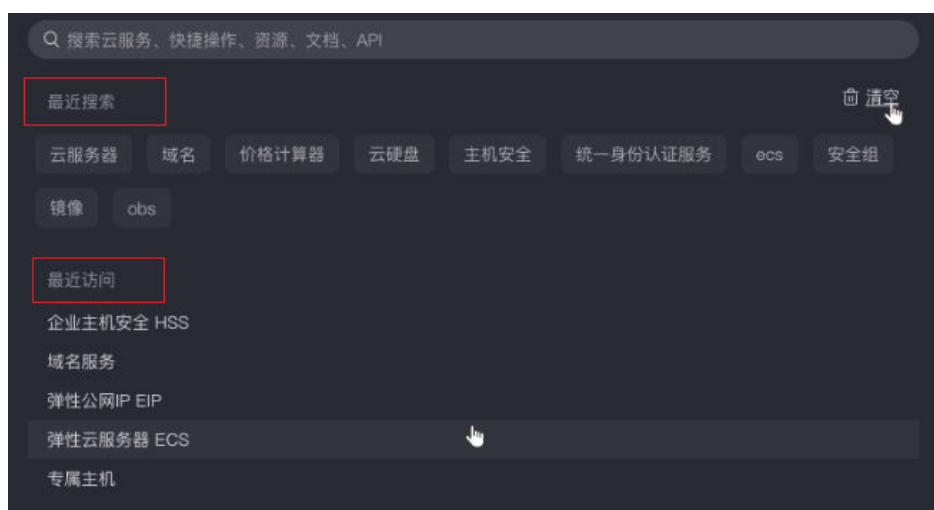 搜索云服务、快捷操作、资源、文档、API
最近搜索 清空
云服务器 域名 价格计算器 云硬盘 主机安全 统一身份认证服务 ecs 安全组
镜像 obs
最近访问
企业主机安全 HSS
域名服务
弹性公网IP EIP
弹性云服务器 ECS
专属主机